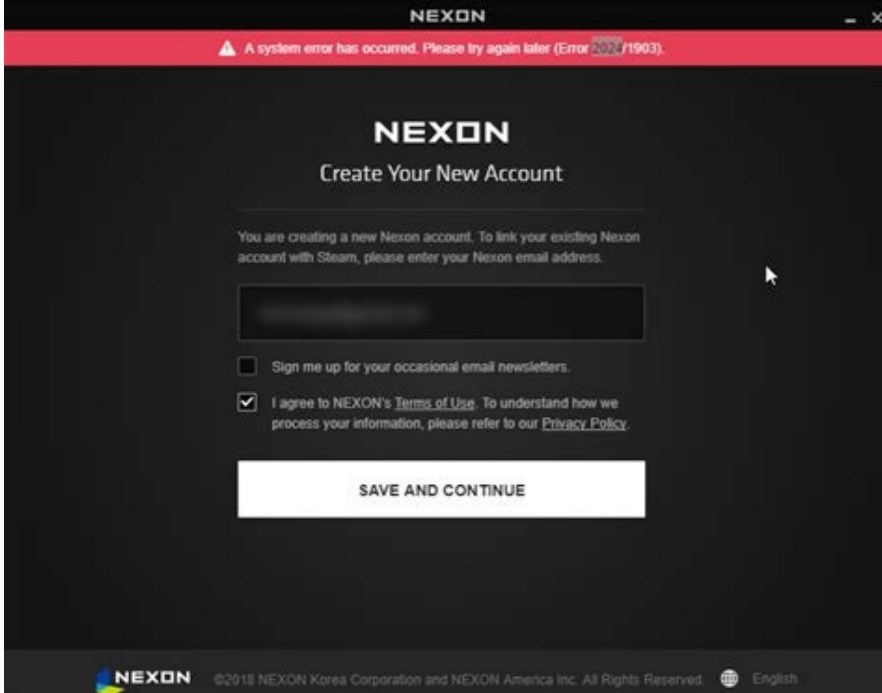 NEXON
A system error has occurred. Please try again later (Error 2024/1903).
NEXON
Create Your New Account
You are creating a new Nexon account. To link your existing Nexon
account with Steam, please enter your Nexon email address.
Sign me up for your occasional email newsletters.
I agree to NEXON's Terms of Use. To understand how we
process your information, please refer to our Privacy Policy.
SAVE AND CONTINUE
NEXON ©2018 NEXON Korea Corporation and NEXON America Inc. All Rights Reserved. English